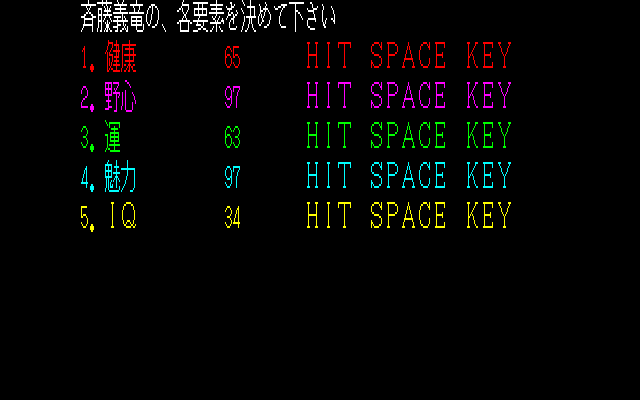 斉藤義竜の、各要素を決めて下さい
1. 健康 65 HIT SPACE KEY
2. 野心 97 HIT SPACE KEY
3. 運 63 HIT SPACE KEY
4. 魅力 97 HIT SPACE KEY
5. IQ 34 HIT SPACE KEY